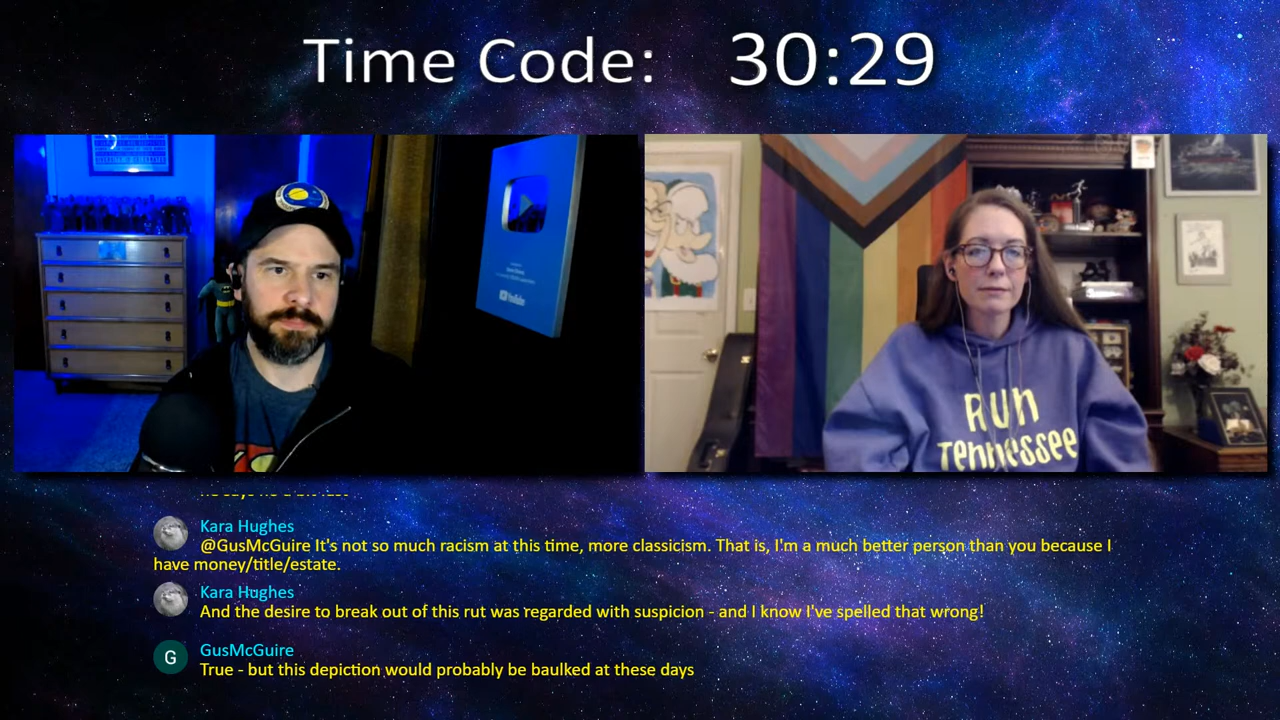 Time Code: 30:29
YouTube
Run
Tennessee
Kara Hughes
@GusMcGuire It's not so much racism at this time, more classicism. That is, I'm a much better person than you because I
have money/title/estate.
Kara Hughes
And the desire to break out of this rut was regarded with suspicion - and I know I've spelled that wrong!
G
GusMcGuire
True - but this depiction would probably be baulked at these days